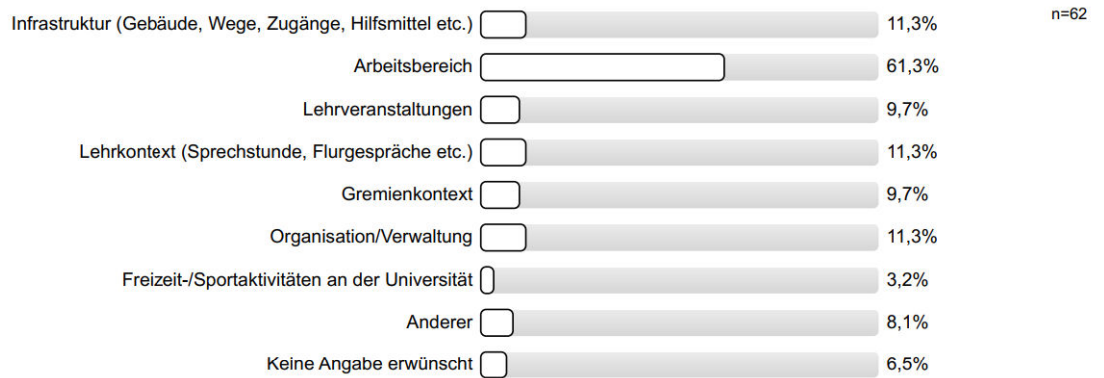 Infrastruktur (Gebäude, Wege, Zugänge, Hilfsmittel etc.) 11,3% n=62
Arbeitsbereich 61,3%
Lehrveranstaltungen 9,7%
Lehrkontext (Sprechstunde, Flurgespräche etc.) 11,3%
Gremienkontext 9,7%
Organisation/Verwaltung 11,3%
Freizeit-/Sportaktivitäten an der Universität 3,2%
Anderer 8,1%
Keine Angabe erwünscht 6,5%